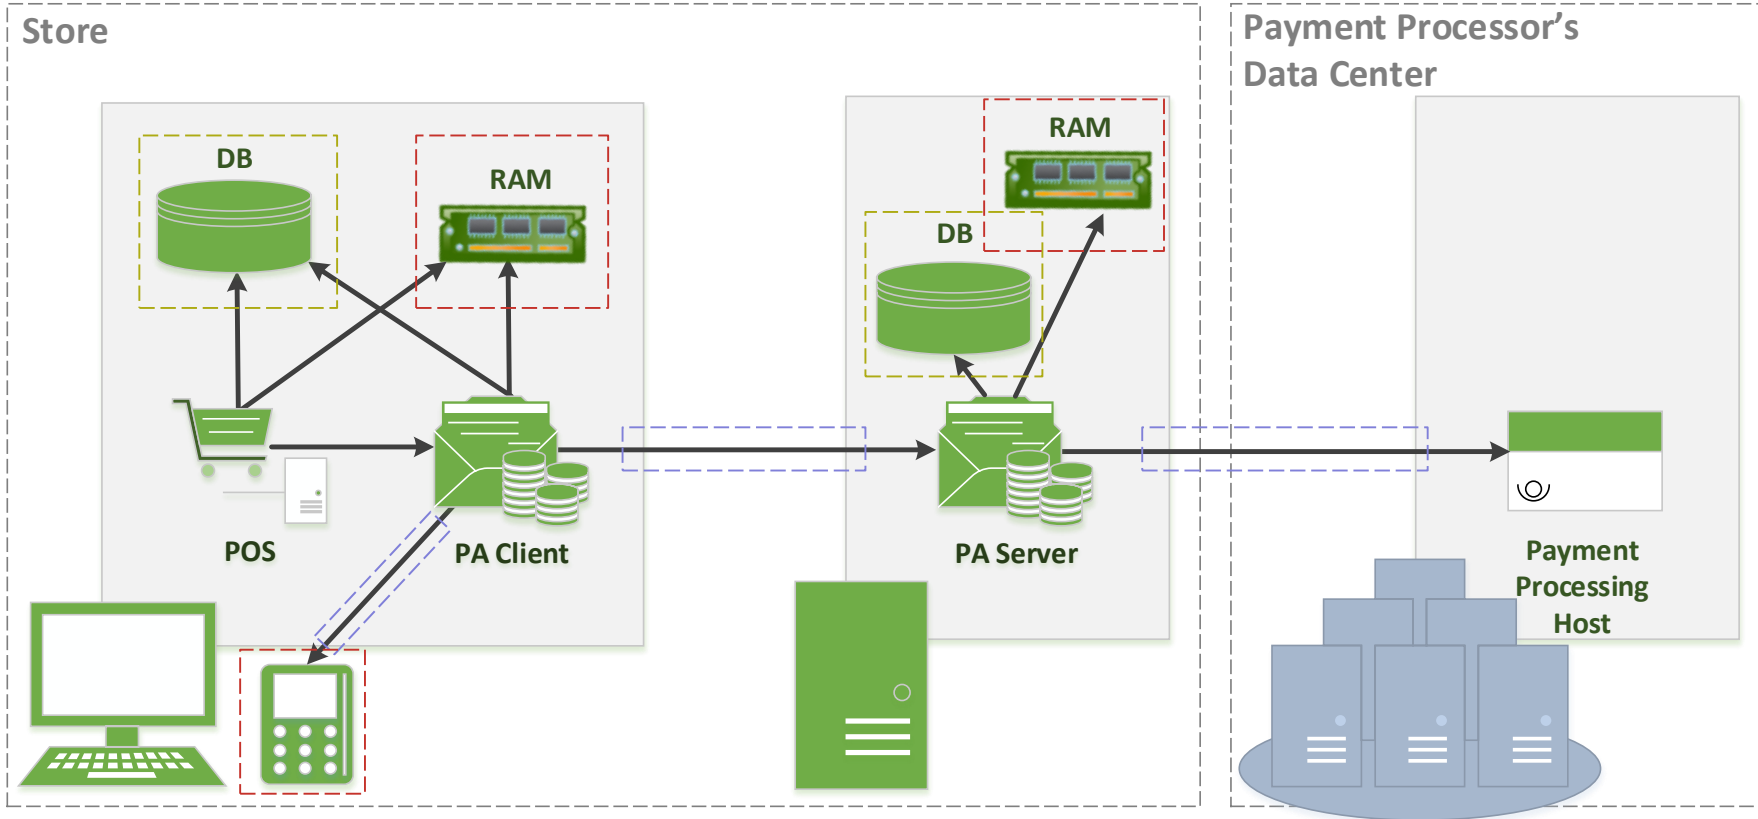 Store
Payment Processor’s
Data Center
DB
RAM
RAM
DB
POS
PA Client
PA Server
Payment
Processing
Host